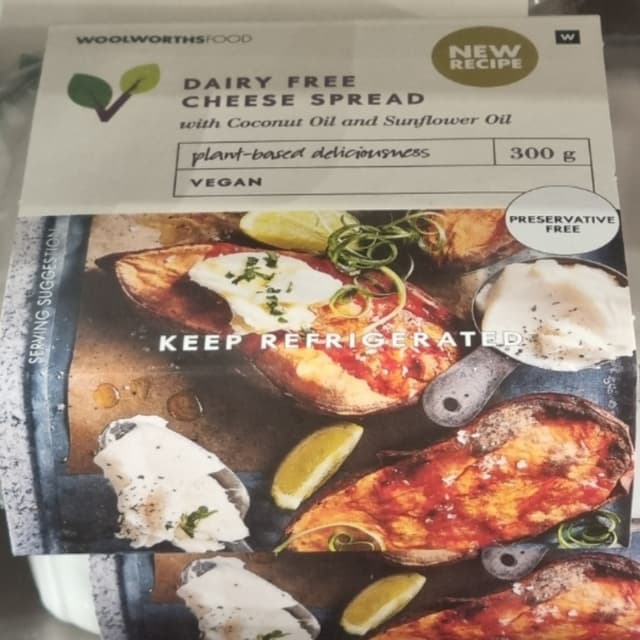 WOOLWORTHSFOOD
W
NEW
RECIPE
DAIRY FREE
CHEESE SPREAD
with Coconut Oil and Sunflower Oil
plant-based deliciousness
300 g
VEGAN
PRESERVATIVE
FREE
SERVING SUGGESTION
KEEP REFRIGERATED